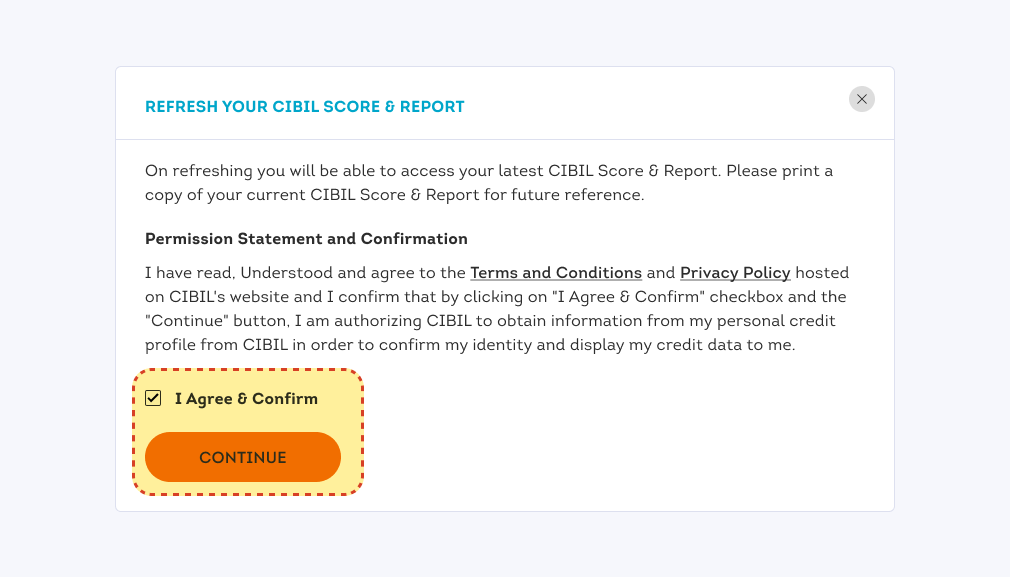 REFRESH YOUR CIBIL SCORE & REPORT
On refreshing you will be able to access your latest CIBIL Score & Report. Please print a
copy of your current CIBIL Score & Report for future reference.
Permission Statement and Confirmation
I have read, Understood and agree to the Terms and Conditions and Privacy Policy hosted
on CIBIL's website and I confirm that by clicking on "I Agree & Confirm" checkbox and the
"Continue" button, I am authorizing CIBIL to obtain information from my personal credit
profile from CIBIL in order to confirm my identity and display my credit data to me.
I Agree & Confirm
CONTINUE